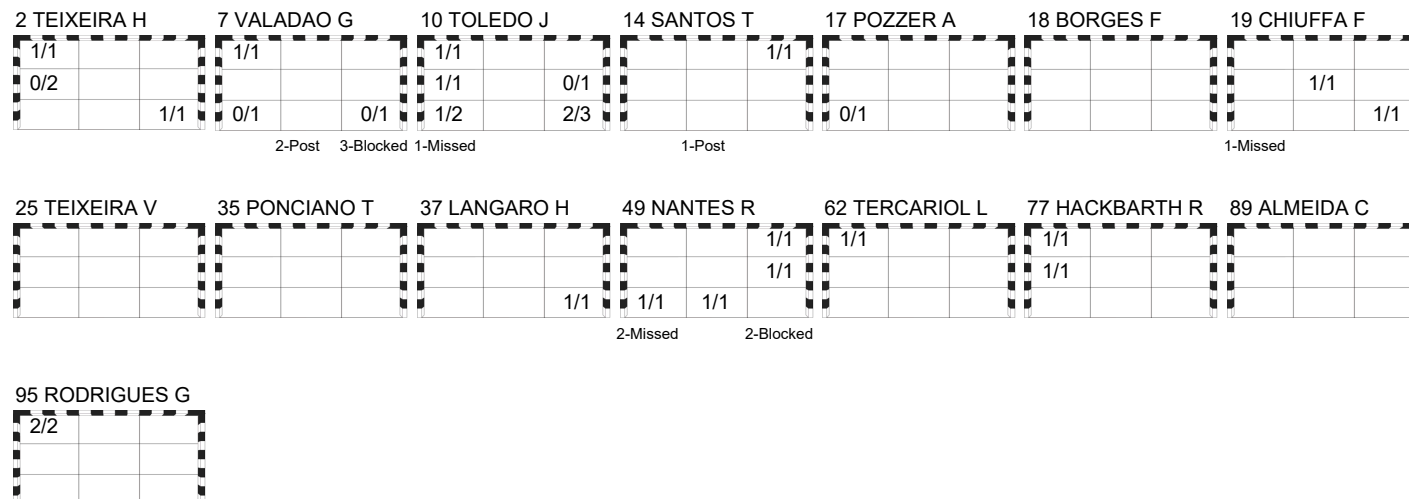 2 TEIXEIRA H 7 VALADAO G 10 TOLEDO J 14 SANTOS T 17 POZZER A 18 BORGES F 19 CHIUFFA F
1/1 1/1 1/1 1/1
0/2 1/1 0/1 1/1
1/1 0/1 0/1 1/2 2/3 0/1 1/1
2-Post 3-Blocked 1-Missed 1-Post 1-Missed
25 TEIXEIRA V 35 PONCIANO T 37 LANGARO H 49 NANTES R 62 TERCARIOL L 77 HACKBARTH R 89 ALMEIDA C
1/1 1/1 1/1
1/1 1/1
1/1 1/1 1/1
2-Missed 2-Blocked
95 RODRIGUES G
2/2